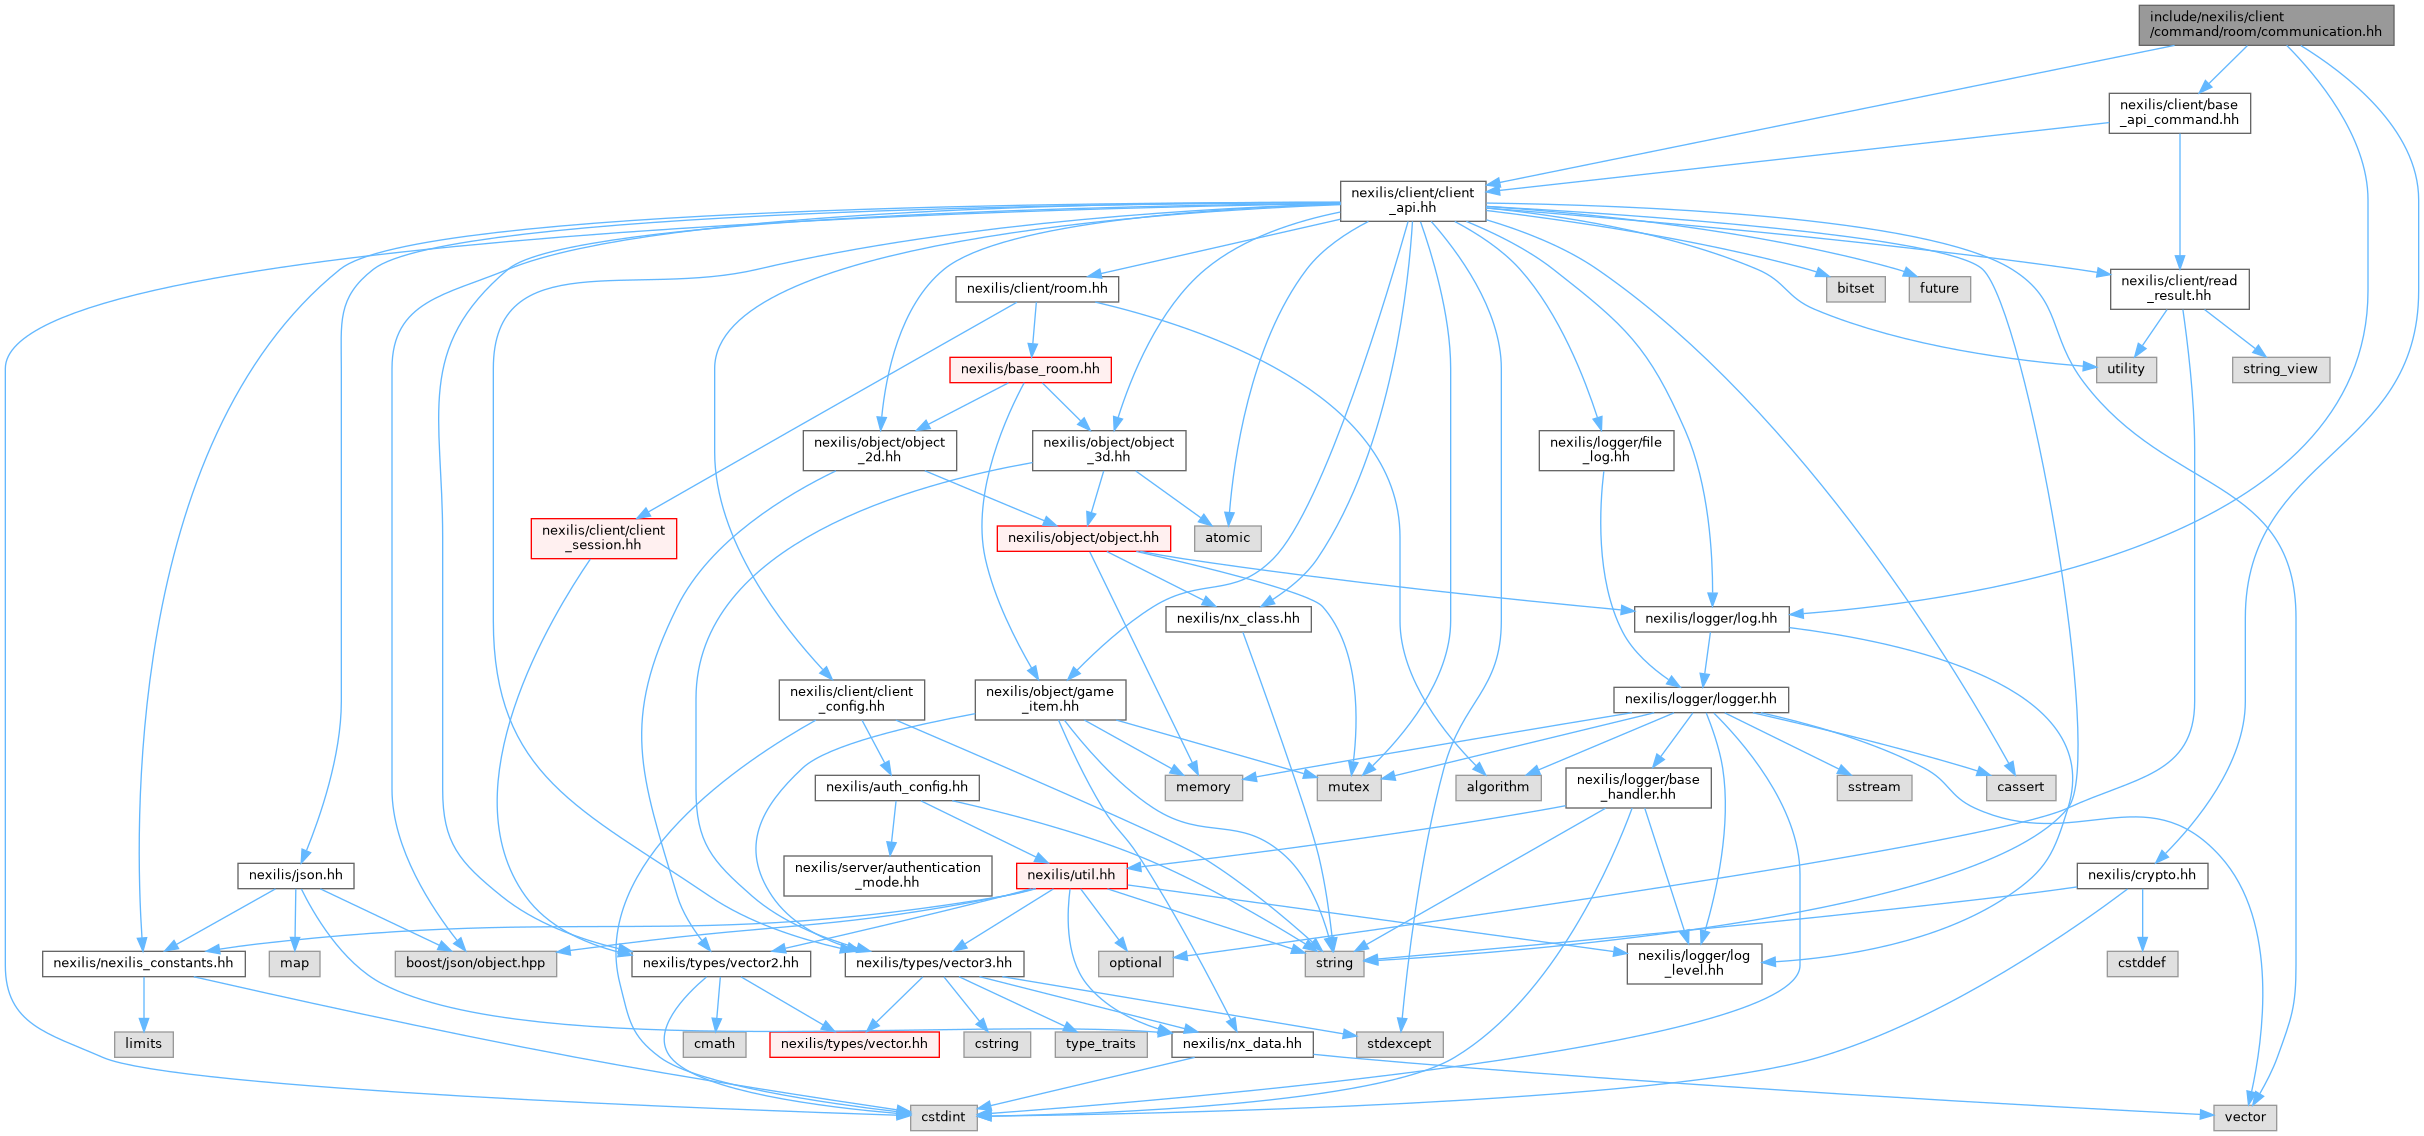 include/nexilis/client
/command/room/communication.hh
nexilis/client/base
_api_command.hh
nexilis/client/client
_api.hh
nexilis/client/room.hh
bitset
future
nexilis/client/read
_result.hh
nexilis/base_room.hh
utility
string_view
nexilis/object/object
_2d.hh
nexilis/object/object
_3d.hh
nexilis/logger/file
_log.hh
nexilis/client/client
_session.hh
nexilis/object/object.hh
atomic
nexilis/nx_class.hh
nexilis/logger/log.hh
nexilis/client/client
_config.hh
nexilis/object/game
_item.hh
nexilis/logger/logger.hh
nexilis/auth_config.hh
memory
mutex
algorithm
nexilis/logger/base
_handler.hh
sstream
cassert
nexilis/json.hh
nexilis/server/authentication
_mode.hh
nexilis/util.hh
nexilis/crypto.hh
nexilis/nexilis_constants.hh
map
boost/json/object.hpp
nexilis/types/vector2.hh
nexilis/types/vector3.hh
optional
string
nexilis/logger/log
_level.hh
cstddef
limits
cmath
nexilis/types/vector.hh
cstring
type_traits
nexilis/nx_data.hh
stdexcept
cstdint
vector